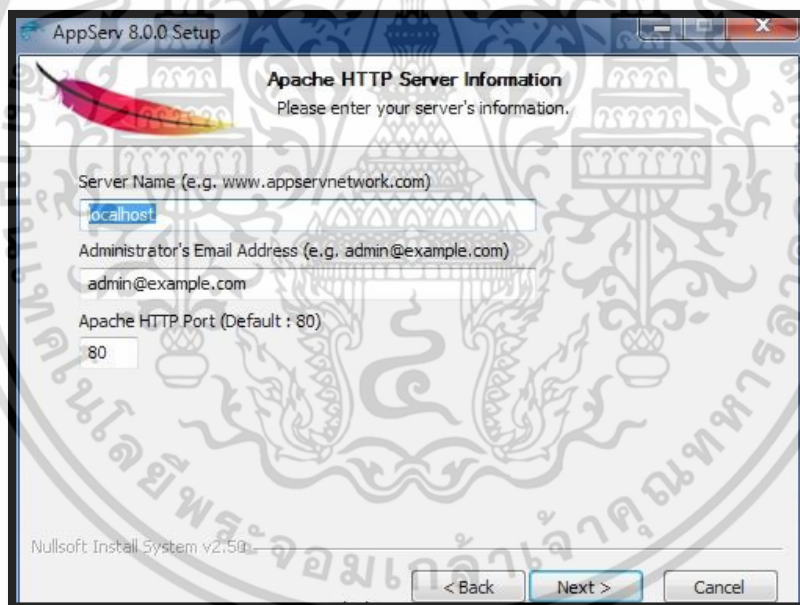 AppServ 8.0.0 Setup
Apache HTTP Server Information
Please enter your server's information.
Server Name (e.g. www.appservnetwork.com)
localhost
Administrator's Email Address (e.g. admin@example.com)
admin@example.com
Apache HTTP Port (Default : 80)
80
Nullsoft Install System v2.50
< Back
Next >
Cancel